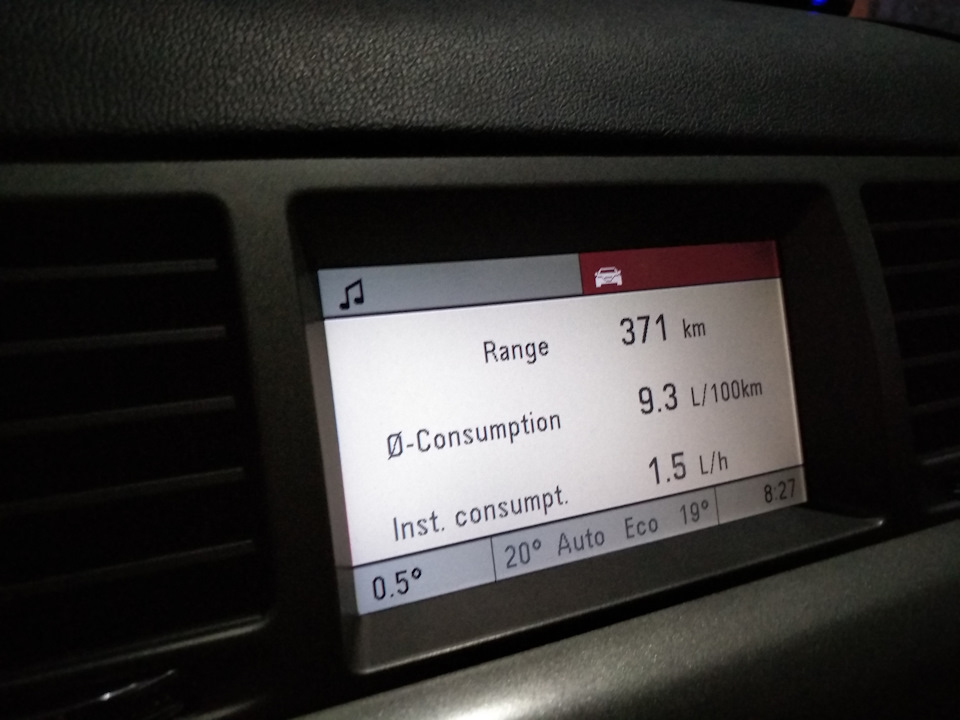 Range 371 km
Ø-Consumption 9.3 L/100km
Inst. consumpt. 1.5 L/h
0.5° 20° Auto Eco 19° 8:27